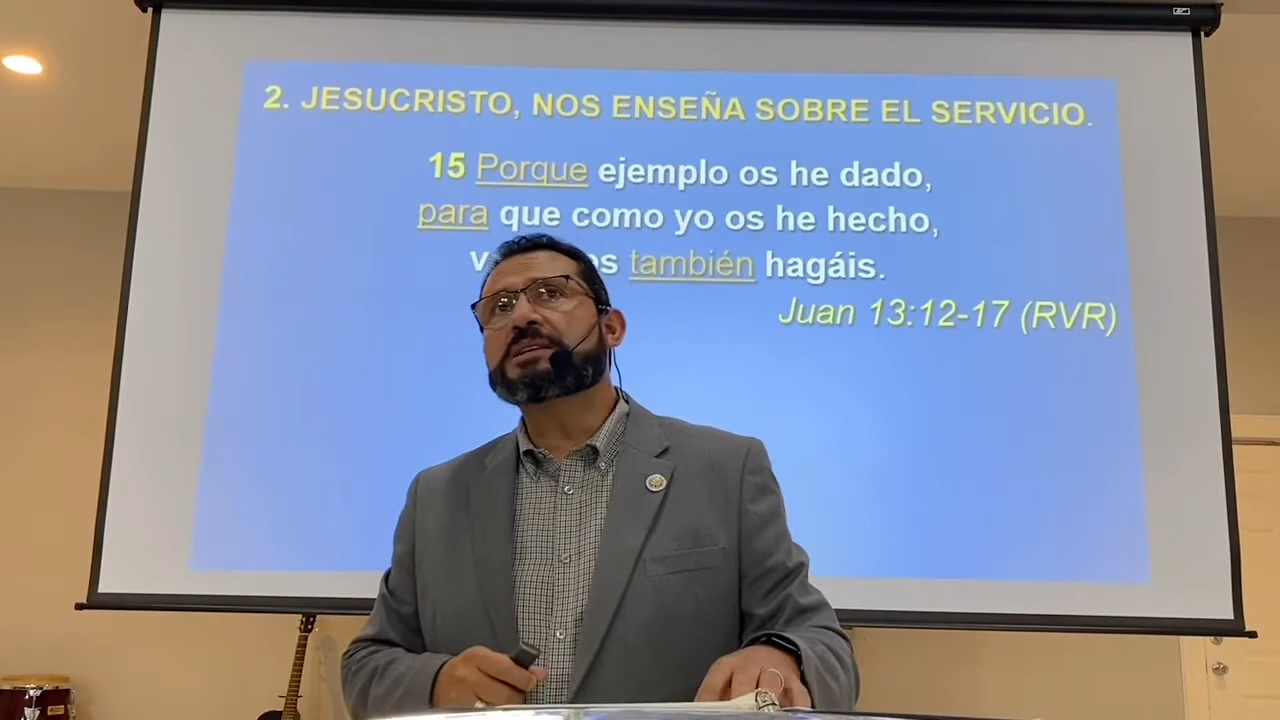 2. JESUCRISTO, NOS ENSEÑA SOBRE EL SERVICIO.
15 Porque ejemplo os he dado,
para que como yo os he hecho,
también hagáis.
Juan 13:12-17 (RVR)